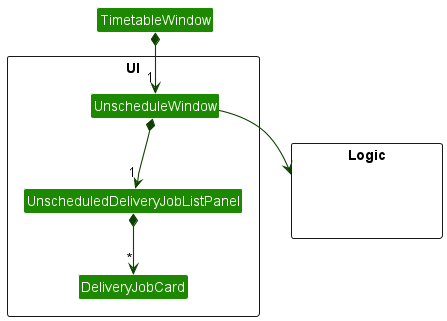 TimetableWindow
UI
1
UnscheduleWindow
Logic
1
UnscheduledDeliveryJobListPanel
*
DeliveryJobCard